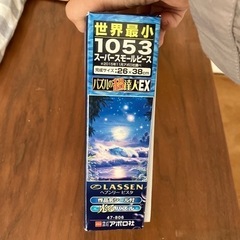 世界最小
1053
スーパースモールピース
完成サイズ:26×38cm
パズルの超達人EX
LASSEN
ヘブンリー ビスタ
47-806
アポロ社